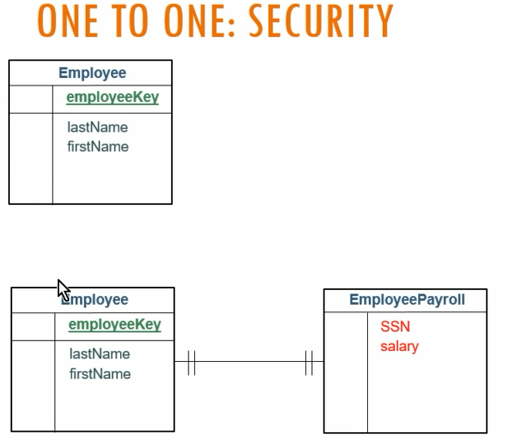 ONE TO ONE: SECURITY
Employee
employeeKey
lastName
firstName
Employee
employeeKey
lastName
firstName
EmployeePayroll
SSN
salary